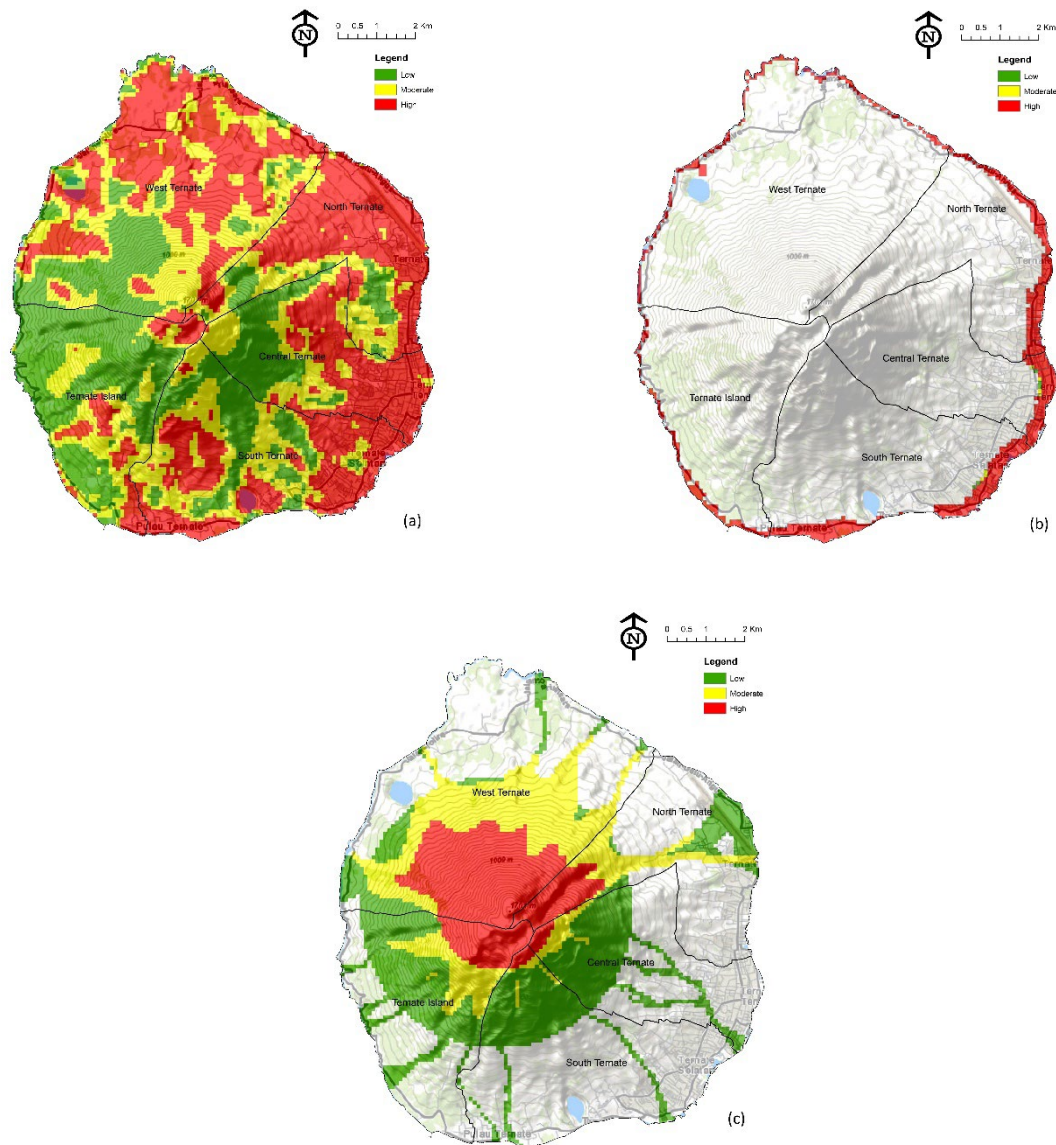 N
0 0.5 1 2 Km
Legend
Low
Moderate
High
West Ternate
North Ternate
1000 m
Central Ternate
Ternate Island
South Ternate
Pulau Ternate
(a)
N
0 0.5 1 2 Km
Legend
Low
Moderate
High
West Ternate
North Ternate
1000 m
Central Ternate
Ternate Island
South Ternate
Pulau Ternate
(b)
N
0 0.5 1 2 Km
Legend
Low
Moderate
High
West Ternate
North Ternate
1000 m
Central Ternate
Ternate Island
South Ternate
Pulau Ternate
(c)